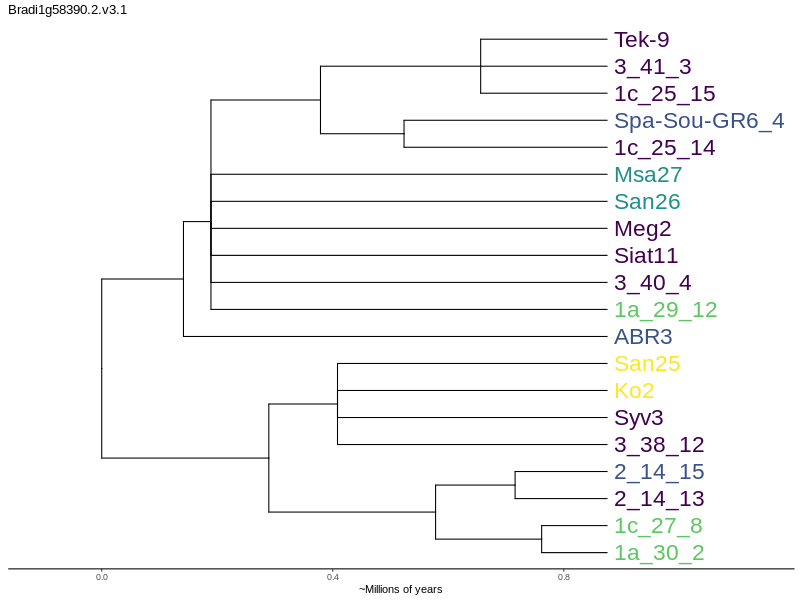 Bradi1g58390.2.v3.1
Tek-9
3_41_3
1c_25_15
Spa-Sou-GR6_4
1c_25_14
Msa27
San26
Meg2
Siat11
3_40_4
1a_29_12
ABR3
San25
Ko2
Syv3
3_38_12
2_14_15
2_14_13
1c_27_8
1a_30_2
0.0 0.4 0.8
~Millions of years